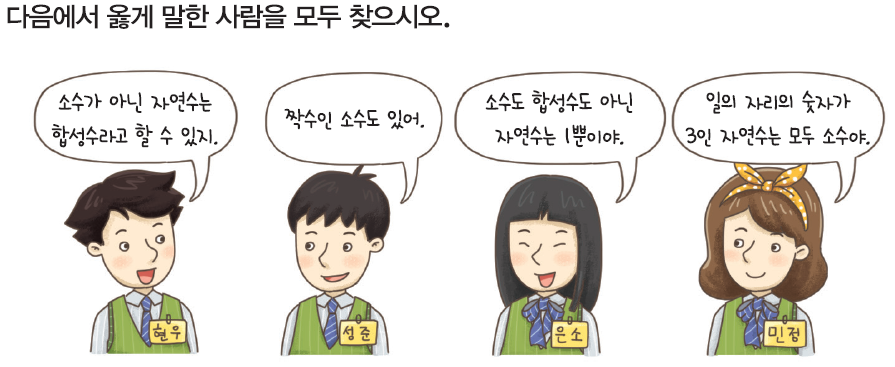 다음에서 옳게 말한 사람을 모두 찾으시오.
소수가 아닌 자연수는
합성수라고 할 수 있지.
짝수인 소수도 있어.
소수도 합성수도 아닌
자연수는 1뿐이야.
일의 자리의 숫자가
3인 자연수는 모두 소수야.
현우
성준
은소
민정